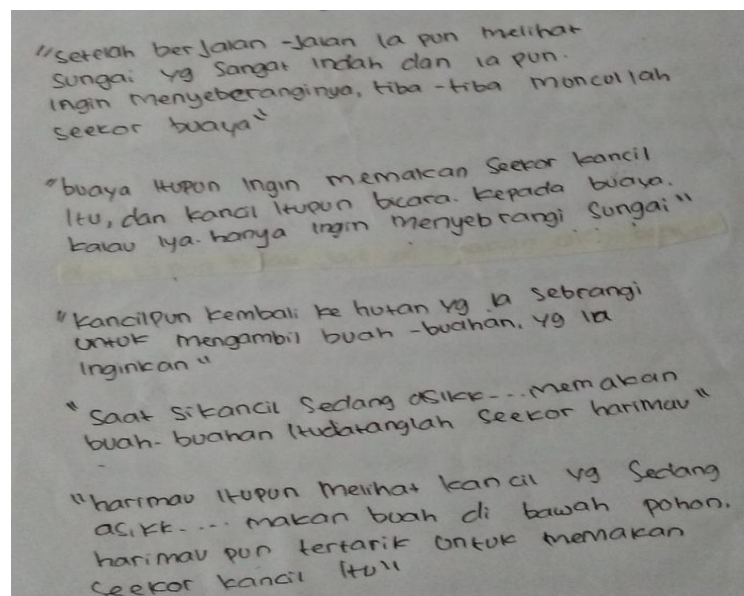 "setelah berjalan-jalan ia pun melihat
sungai yg sangat indah dan ia pun.
ingin menyeberanginya, tiba-tiba moncollah
seekor buaya"
"buaya itupun ingin memakan seekor kancil
itu, dan kancil itupun bicara. kepada buaya.
kalau iya. hanya ingin menyebrangi sungai"
"kancilpun kembali ke hutan yg ia sebrangi
untuk mengambil buah-buahan, yg ia
inginkan"
"saat sikancil sedang asikk---memakan
buah-buahan itudatanglah seekor harimau"
"harimau itupun melihat kancil yg sedang
asikk.... makan buah di bawah pohon.
harimau pun tertarik untuk memakan
seekor kancil itu"